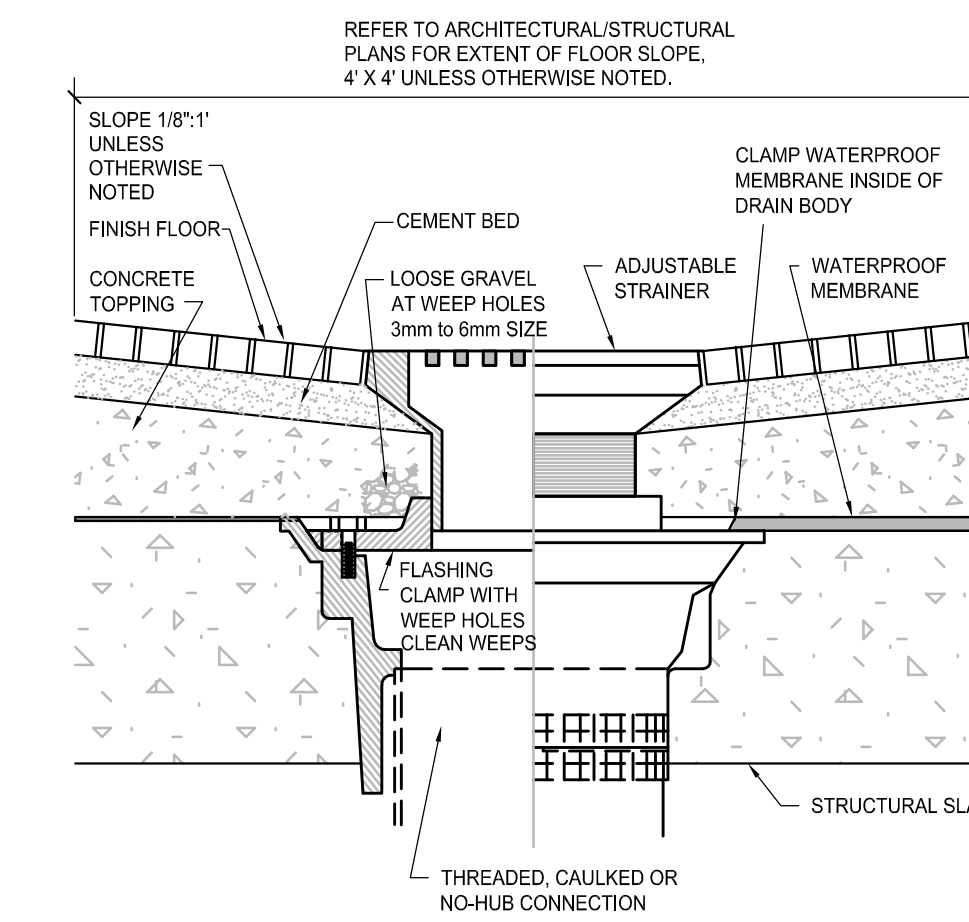 REFER TO ARCHITECTURAL/STRUCTURAL
PLANS FOR EXTENT OF FLOOR SLOPE,
4' X 4' UNLESS OTHERWISE NOTED.
SLOPE 1/8":1'
UNLESS
OTHERWISE
NOTED
FINISH FLOOR
CONCRETE
TOPPING
CEMENT BED
LOOSE GRAVEL
AT WEEP HOLES
3mm to 6mm SIZE
ADJUSTABLE
STRAINER
CLAMP WATERPROOF
MEMBRANE INSIDE OF
DRAIN BODY
WATERPROOF
MEMBRANE
FLASHING
CLAMP WITH
WEEP HOLES
CLEAN WEEPS
STRUCTURAL SLA
THREADED, CAULKED OR
NO-HUB CONNECTION